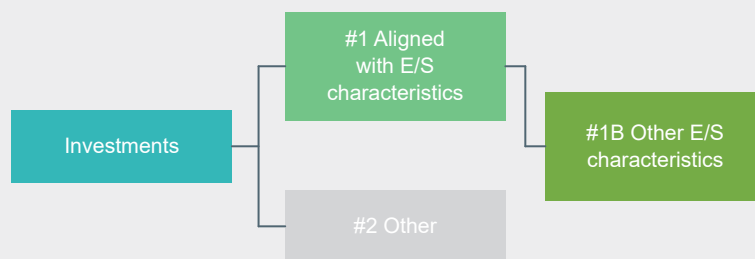 #1 Aligned
with E/S
characteristics
Investments
#1B Other E/S
characteristics
#2 Other